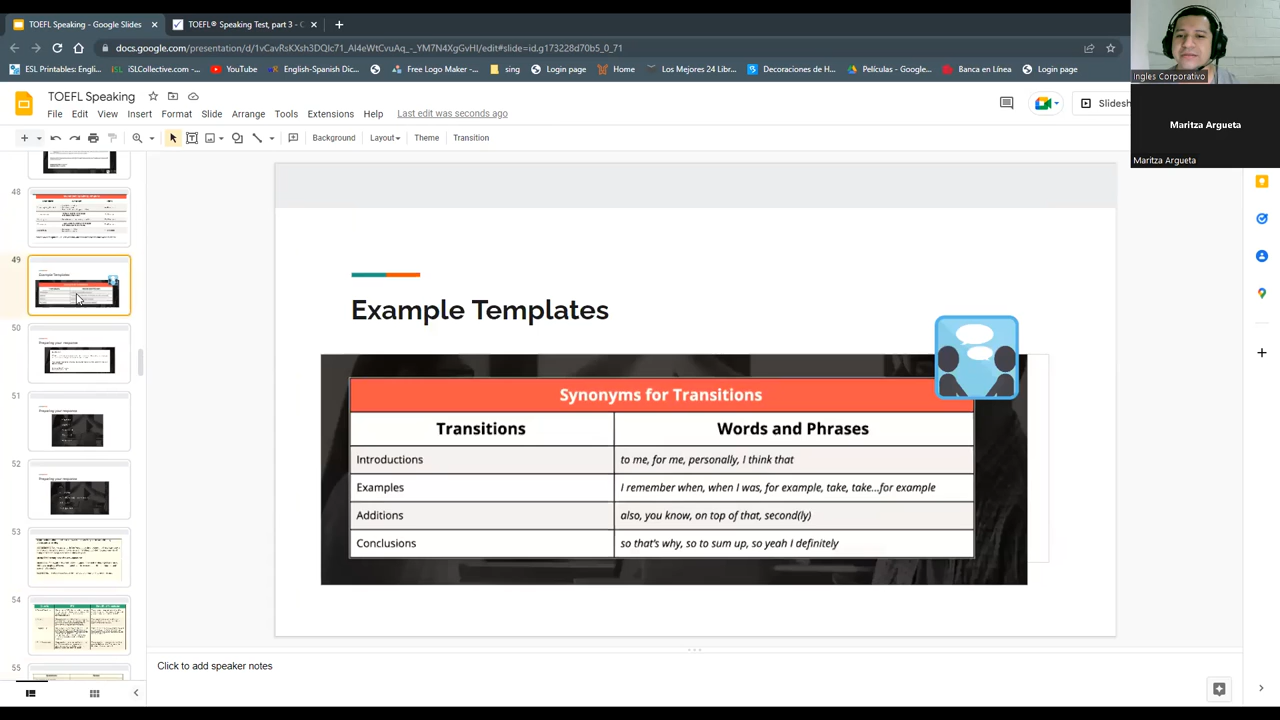 TOEFL Speaking - Google Slides
TOEFL® Speaking Test, part 3 - C
docs.google.com/presentation/d/
ESL Printables: Engli...
iSLCollective.com -...
YouTube
English-Spanish Dic...
Free Logo Maker -...
sing
Login page
Home
Los Mejores 24 Libr...
Decoraciones de H...
Películas - Google...
Banca en Línea
Login page
Ingles Corporativo
Maritza Argueta
Maritza Argueta
TOEFL Speaking
File Edit View Insert Format Slide Arrange Tools Extensions Help
Last edit was seconds ago
Slidesh
Background
Layout
Theme
Transition
48
49
50
51
52
53
54
55
Example Templates
Synonyms for Transitions
Transitions Words and Phrases
Introductions to me, for me, personally, I think that
Examples I remember when, when I was, for example, take, take...for example
Additions also, you know, on top of that, second(ly)
Conclusions so that's why, so to sum up, so yeah I definitely
Click to add speaker notes